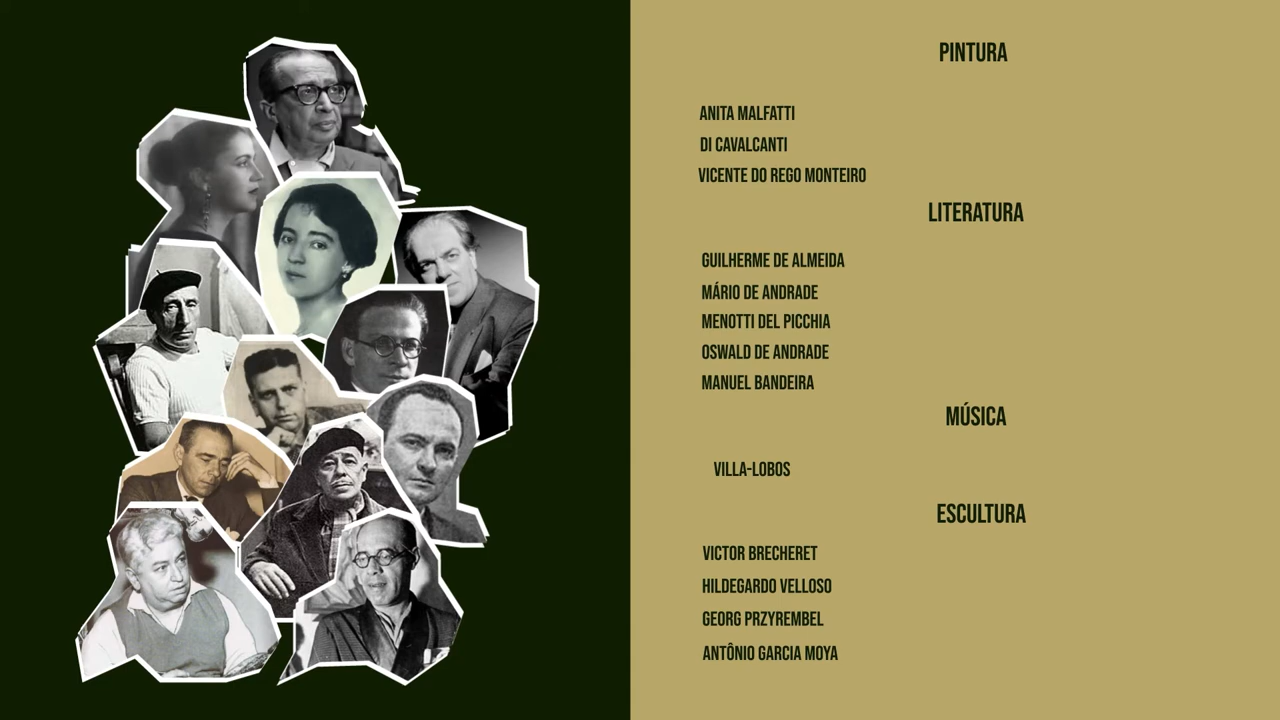 PINTURA
ANITA MALFATTI
DI CAVALCANTI
VICENTE DO REGO MONTEIRO
LITERATURA
GUILHERME DE ALMEIDA
MÁRIO DE ANDRADE
MENOTTI DEL PICCHIA
OSWALD DE ANDRADE
MANUEL BANDEIRA
MÚSICA
VILLA-LOBOS
ESCULTURA
VICTOR BRECHERET
HILDEGARDO VELLOSO
GEORG PRZYREMBEL
ANTÔNIO GARCIA MOYA